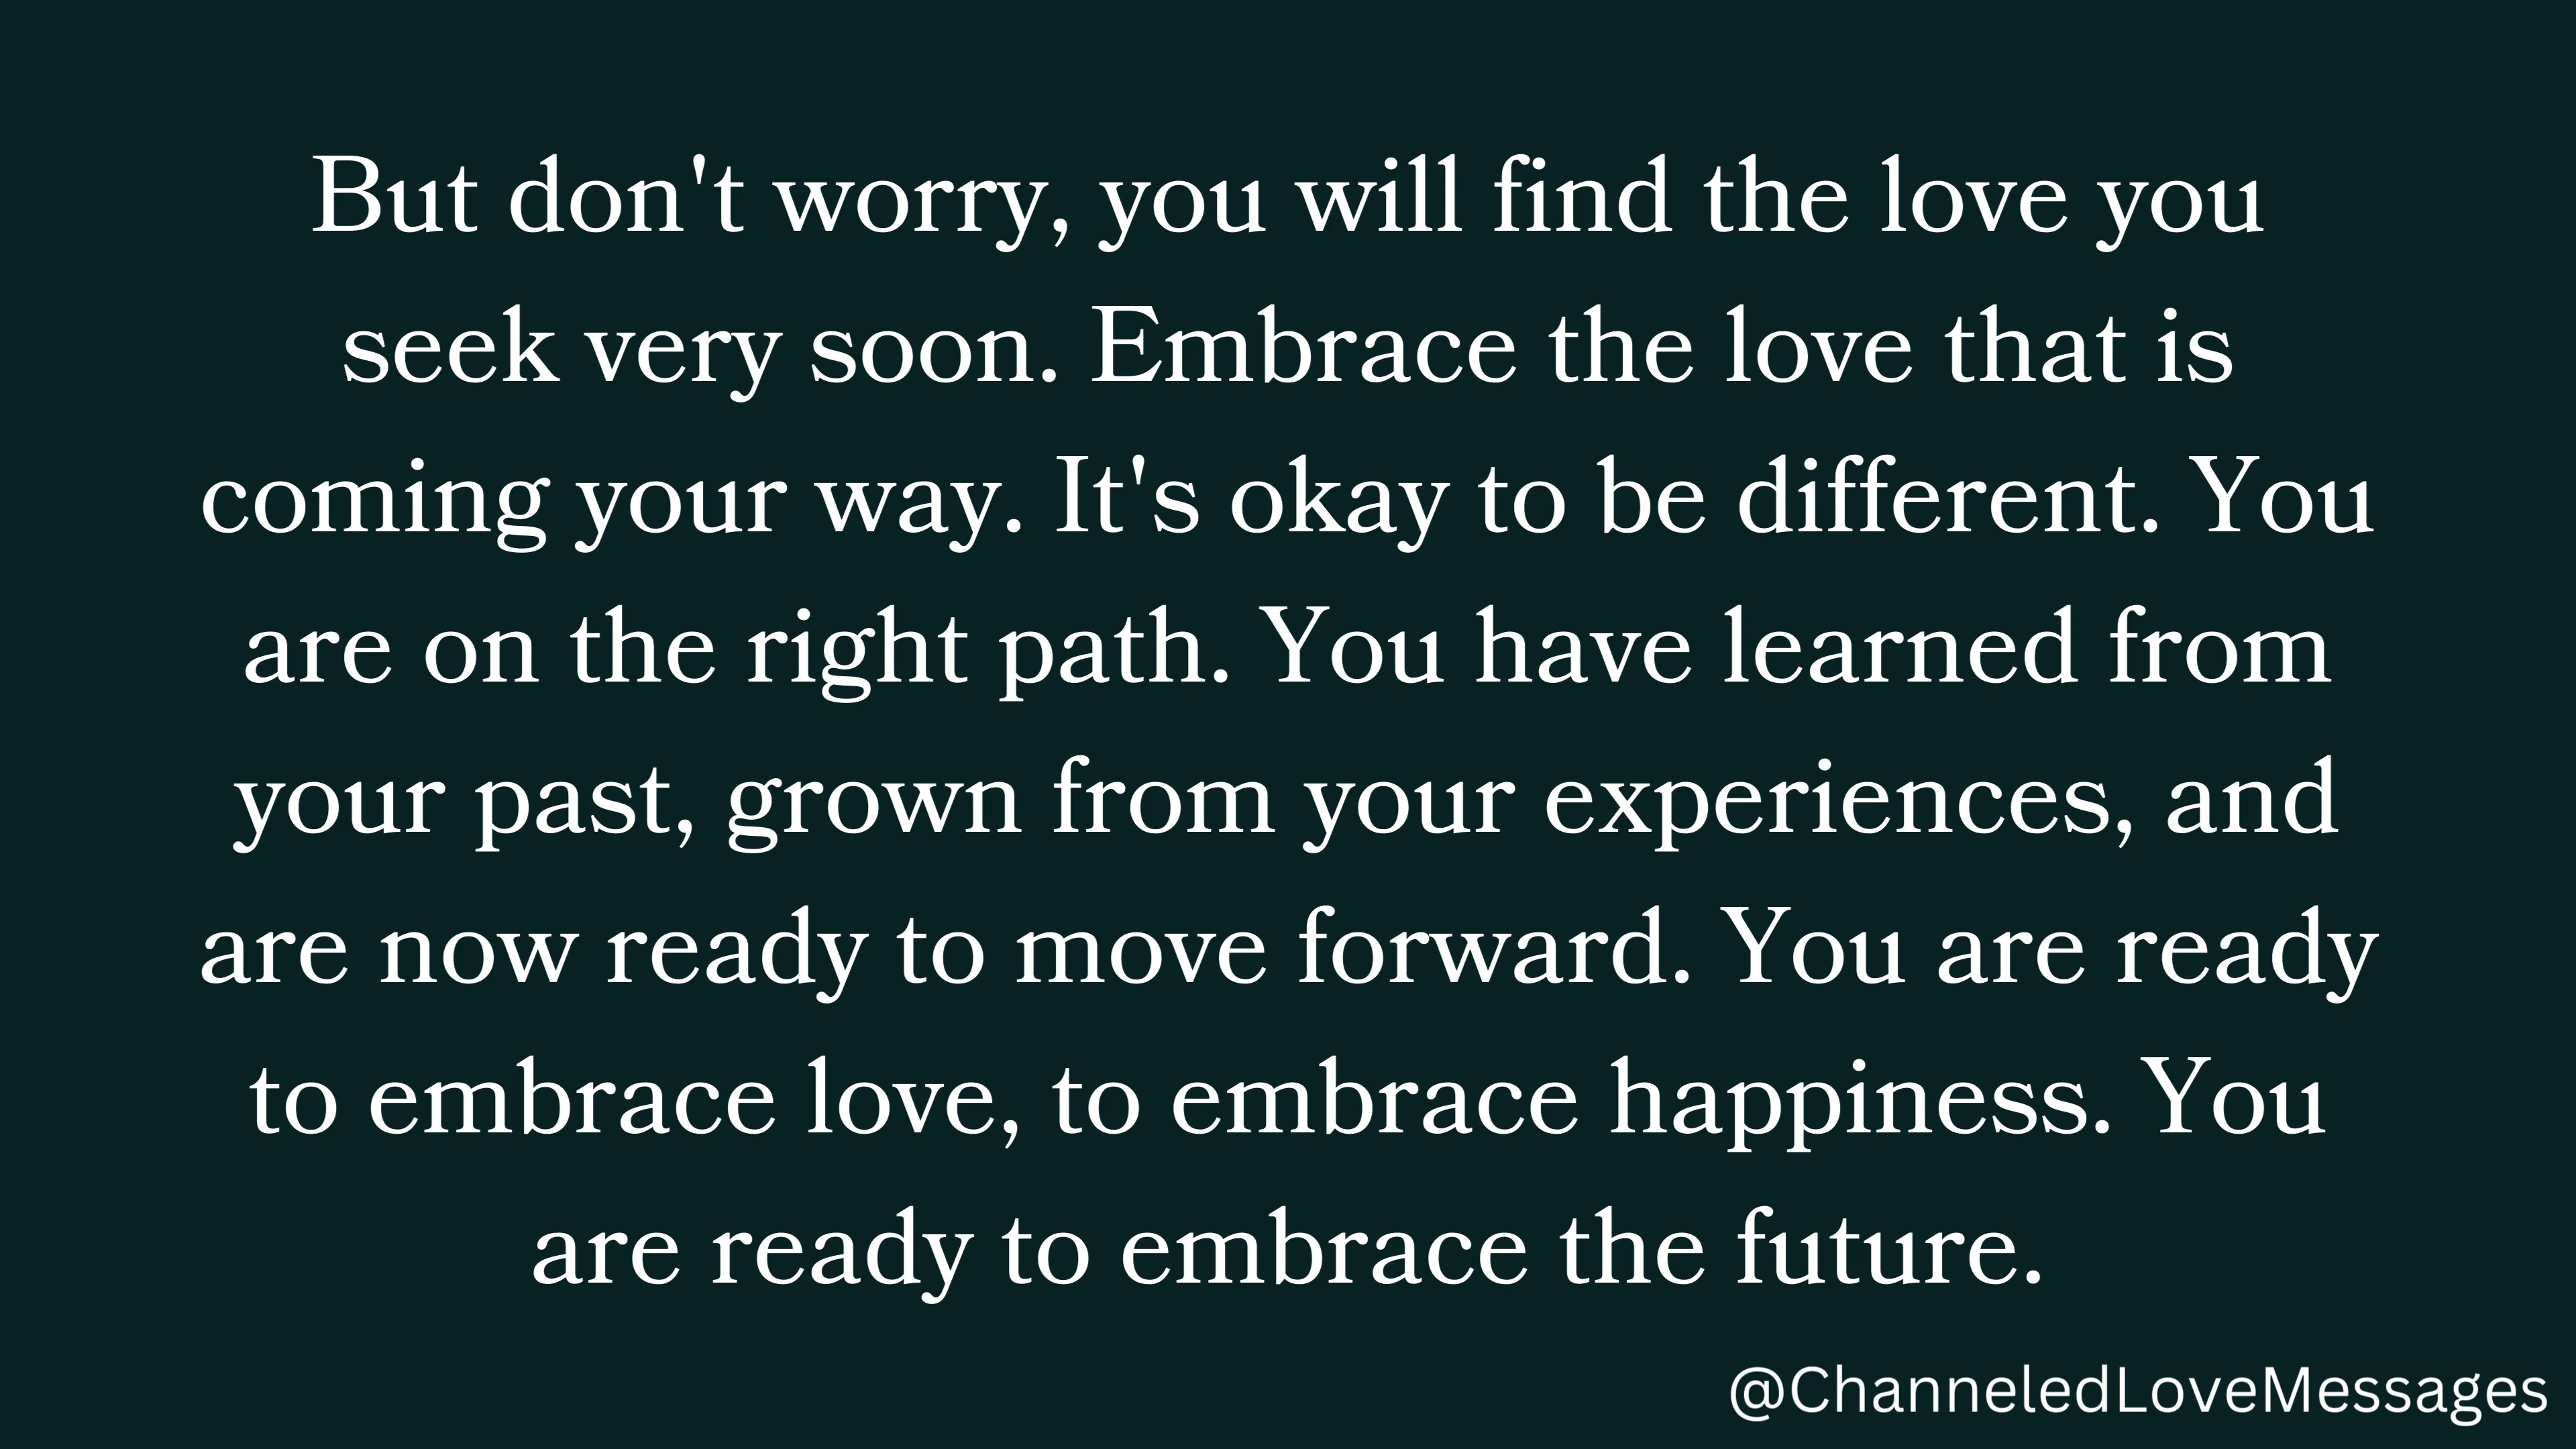 But don't worry, you will find the love you
seek very soon. Embrace the love that is
coming your way. It's okay to be different. You
are on the right path. You have learned from
your past, grown from your experiences, and
are now ready to move forward. You are ready
to embrace love, to embrace happiness. You
are ready to embrace the future.
@ChanneledLoveMessages